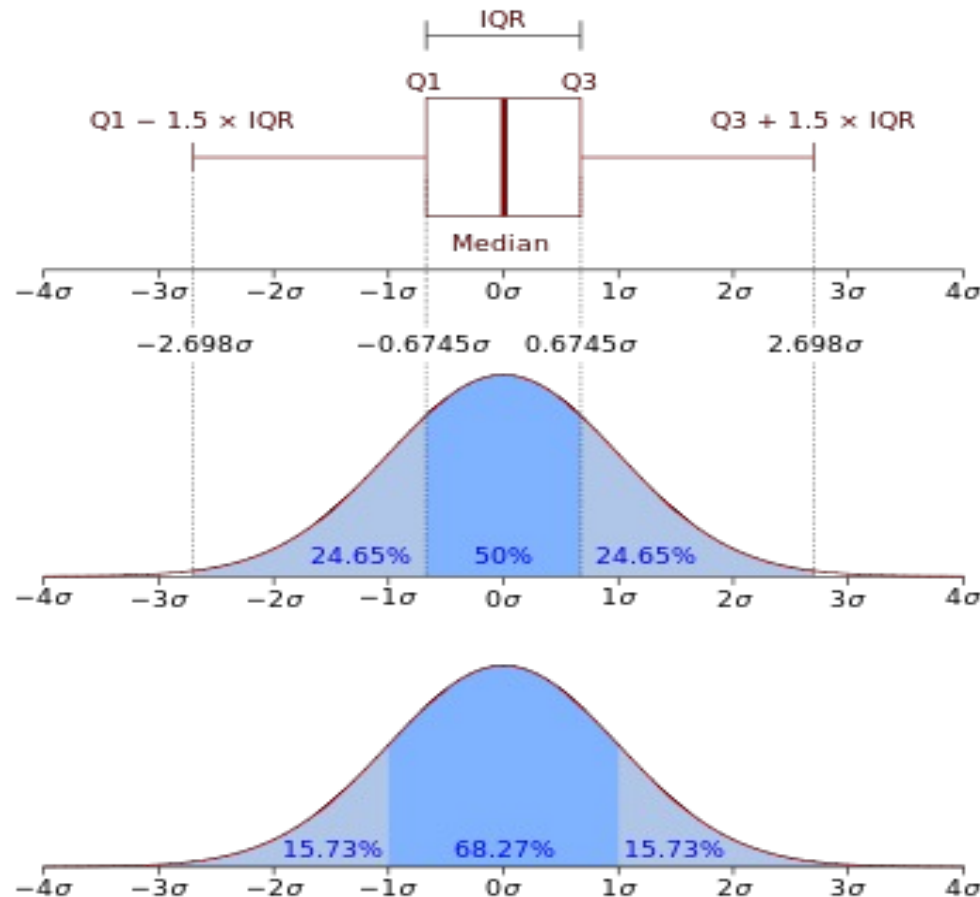 IQR
Q1 Q3
Q1 − 1.5 × IQR Q3 + 1.5 × IQR
Median
−4σ −3σ −2σ −1σ 0σ 1σ 2σ 3σ 4σ
−2.698σ −0.6745σ 0.6745σ 2.698σ
24.65% 50% 24.65%
−4σ −3σ −2σ −1σ 0σ 1σ 2σ 3σ 4σ
15.73% 68.27% 15.73%
−4σ −3σ −2σ −1σ 0σ 1σ 2σ 3σ 4σ